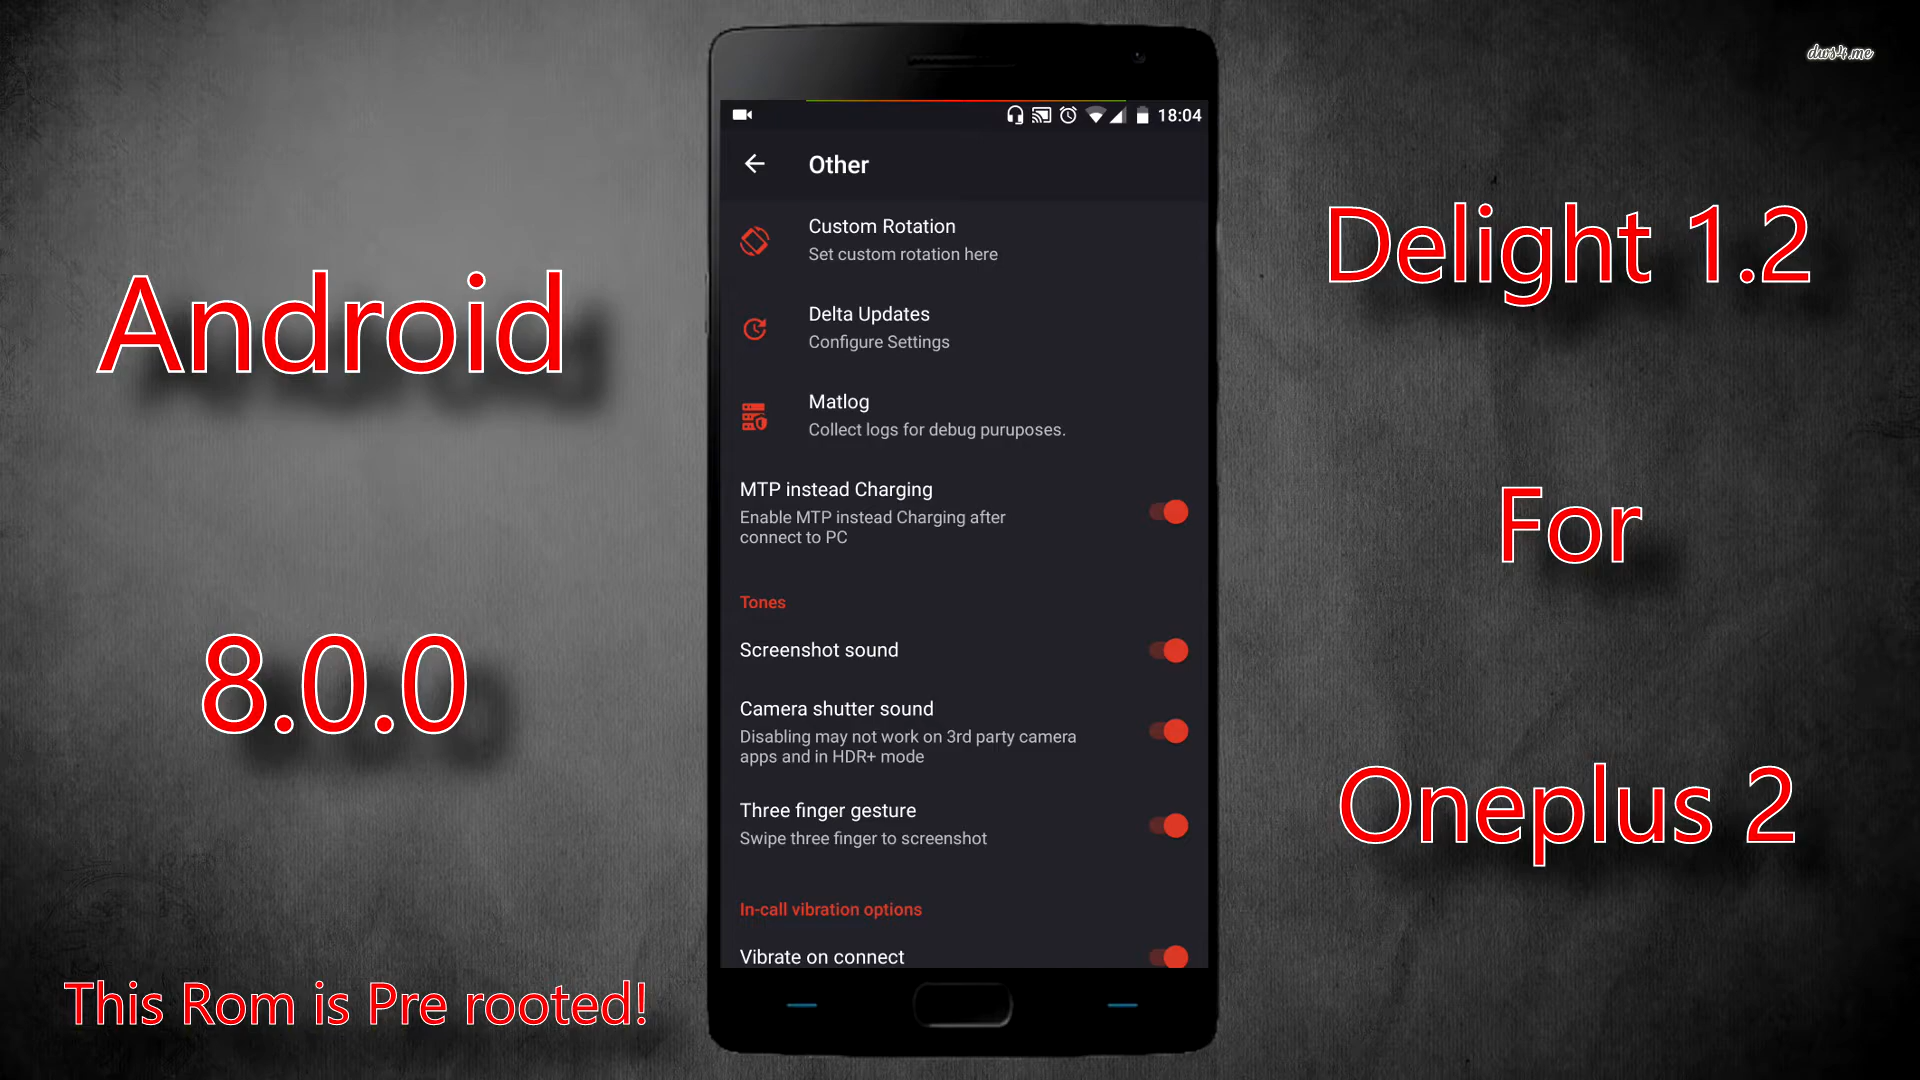 dws4.me
18:04
Other
Custom Rotation
Set custom rotation here
Delta Updates
Configure Settings
Matlog
Collect logs for debug puruposes.
MTP instead Charging
Enable MTP instead Charging after
connect to PC
Tones
Screenshot sound
Camera shutter sound
Disabling may not work on 3rd party camera
apps and in HDR+ mode
Three finger gesture
Swipe three finger to screenshot
In-call vibration options
Vibrate on connect
Android
8.0.0
This Rom is Pre rooted!
Delight 1.2
For
Oneplus 2